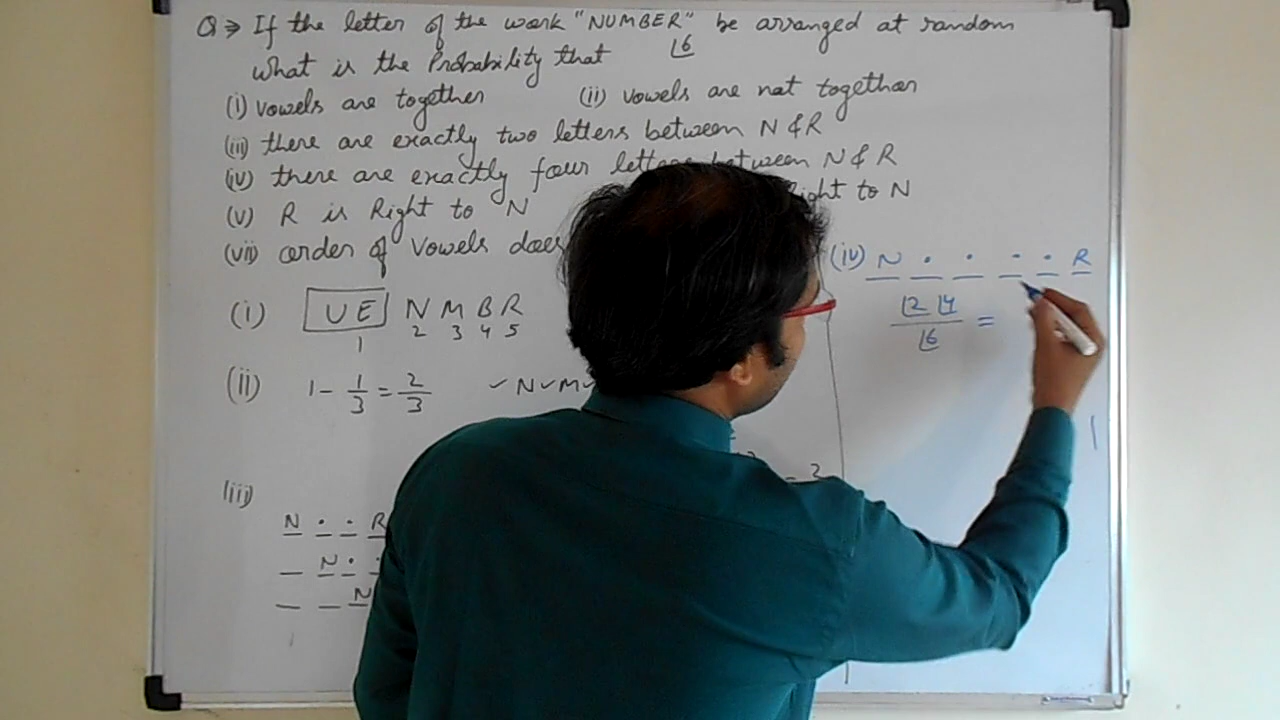 Q ⇒ If the letter of the work "NUMBER" be arranged at random
what is the Probability that
⌊6
(i) vowels are together (ii) vowels are not together
(iii) there are exactly two letters between N & R
(iv) there are exactly four letters between N & R
(v) R is Right to N Right to N
(vii) order of vowels does
(iv) N · · · · R
⌊2 ⌊4
⌊6
=
(i) U E N M B R
1 2 3 4 5
(ii) 1 - 1/3 = 2/3
(iii)
N · · R
_ N · ·
_ _ N